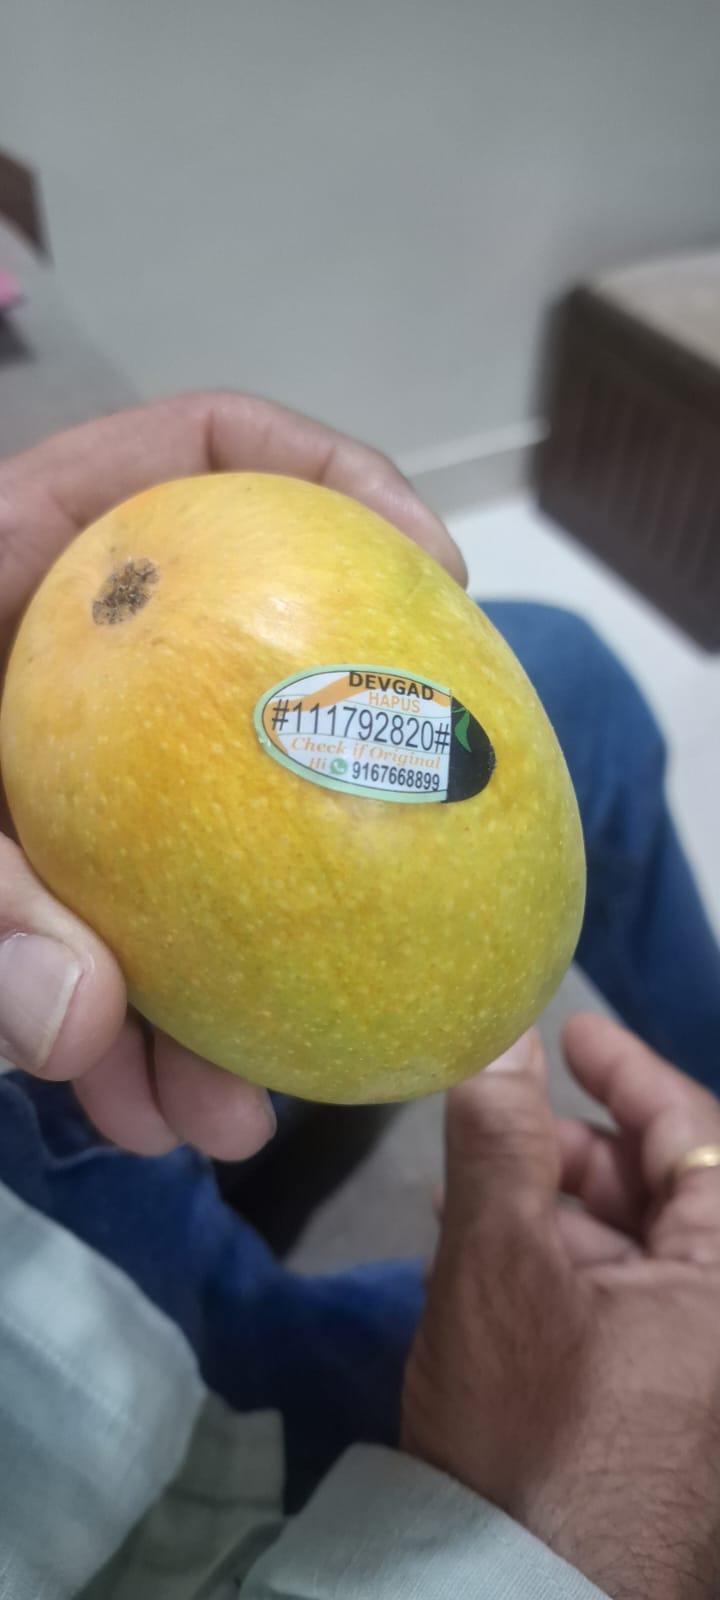 DEVGAD
HAPUS
#111792820#
Check if Original
Hi 9167668899